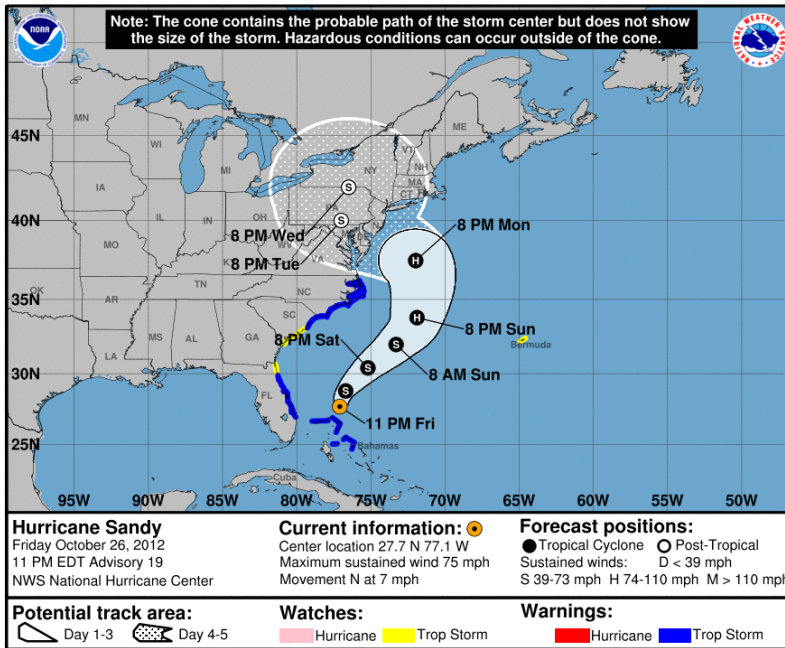 Note: The cone contains the probable path of the storm center but does not show
the size of the storm. Hazardous conditions can occur outside of the cone.
NOAA
NATIONAL WEATHER SERVICE
45N
40N
35N
30N
25N
MN
WI
MI
IA
IL
IN
OH
MO
OK
AR
TN
MS
AL
GA
LA
FL
SC
NC
VA
WV
PA
NY
VT
NH
ME
MA
CT
8 PM Wed
8 PM Tue
8 PM Mon
8 PM Sun
8 PM Sat
8 AM Sun
11 PM Fri
S
S
H
H
S
S
S
Bermuda
Bahamas
Cuba
95W 90W 85W 80W 75W 70W 65W 60W 55W 50W
Hurricane Sandy
Friday October 26, 2012
11 PM EDT Advisory 19
NWS National Hurricane Center
Current information:
Center location 27.7 N 77.1 W
Maximum sustained wind 75 mph
Movement N at 7 mph
Forecast positions:
Tropical Cyclone Post-Tropical
Sustained winds: D < 39 mph
S 39-73 mph H 74-110 mph M > 110 mph
Potential track area:
Day 1-3 Day 4-5
Watches:
Hurricane Trop Storm
Warnings:
Hurricane Trop Storm